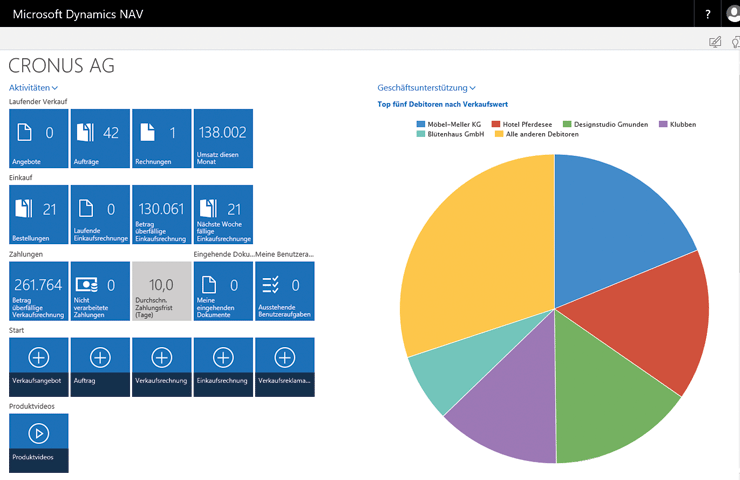 Microsoft Dynamics NAV
?
CRONUS AG
Aktivitäten
Laufender Verkauf
0
Angebote
42
Aufträge
1
Rechnungen
138.002
Umsatz diesen
Monat
Einkauf
21
Bestellungen
0
Laufende
Einkaufsrechnunge
130.061
Betrag
überfällige
Einkaufsrechnung
21
Nächste Woche
fällige
Einkaufsrechnunge
Zahlungen
261.764
Betrag
überfällige
Verkaufsrechnung
0
Nicht
verarbeitete
Zahlungen
10,0
Durchschn.
Zahlungsfrist
(Tage)
Eingehende Doku...
0
Meine
eingehenden
Dokumente
Meine Benutzera...
0
Ausstehende
Benutzeraufgaben
Start
Verkaufsangebot
Auftrag
Verkaufsrechnung
Einkaufsrechnung
Verkaufsreklama...
Produktvideos
Produktvideos
Geschäftsunterstützung
Top fünf Debitoren nach Verkaufswert
Möbel-Meller KG
Hotel Pferdesee
Designstudio Gmunden
Klubben
Blütenhaus GmbH
Alle anderen Debitoren